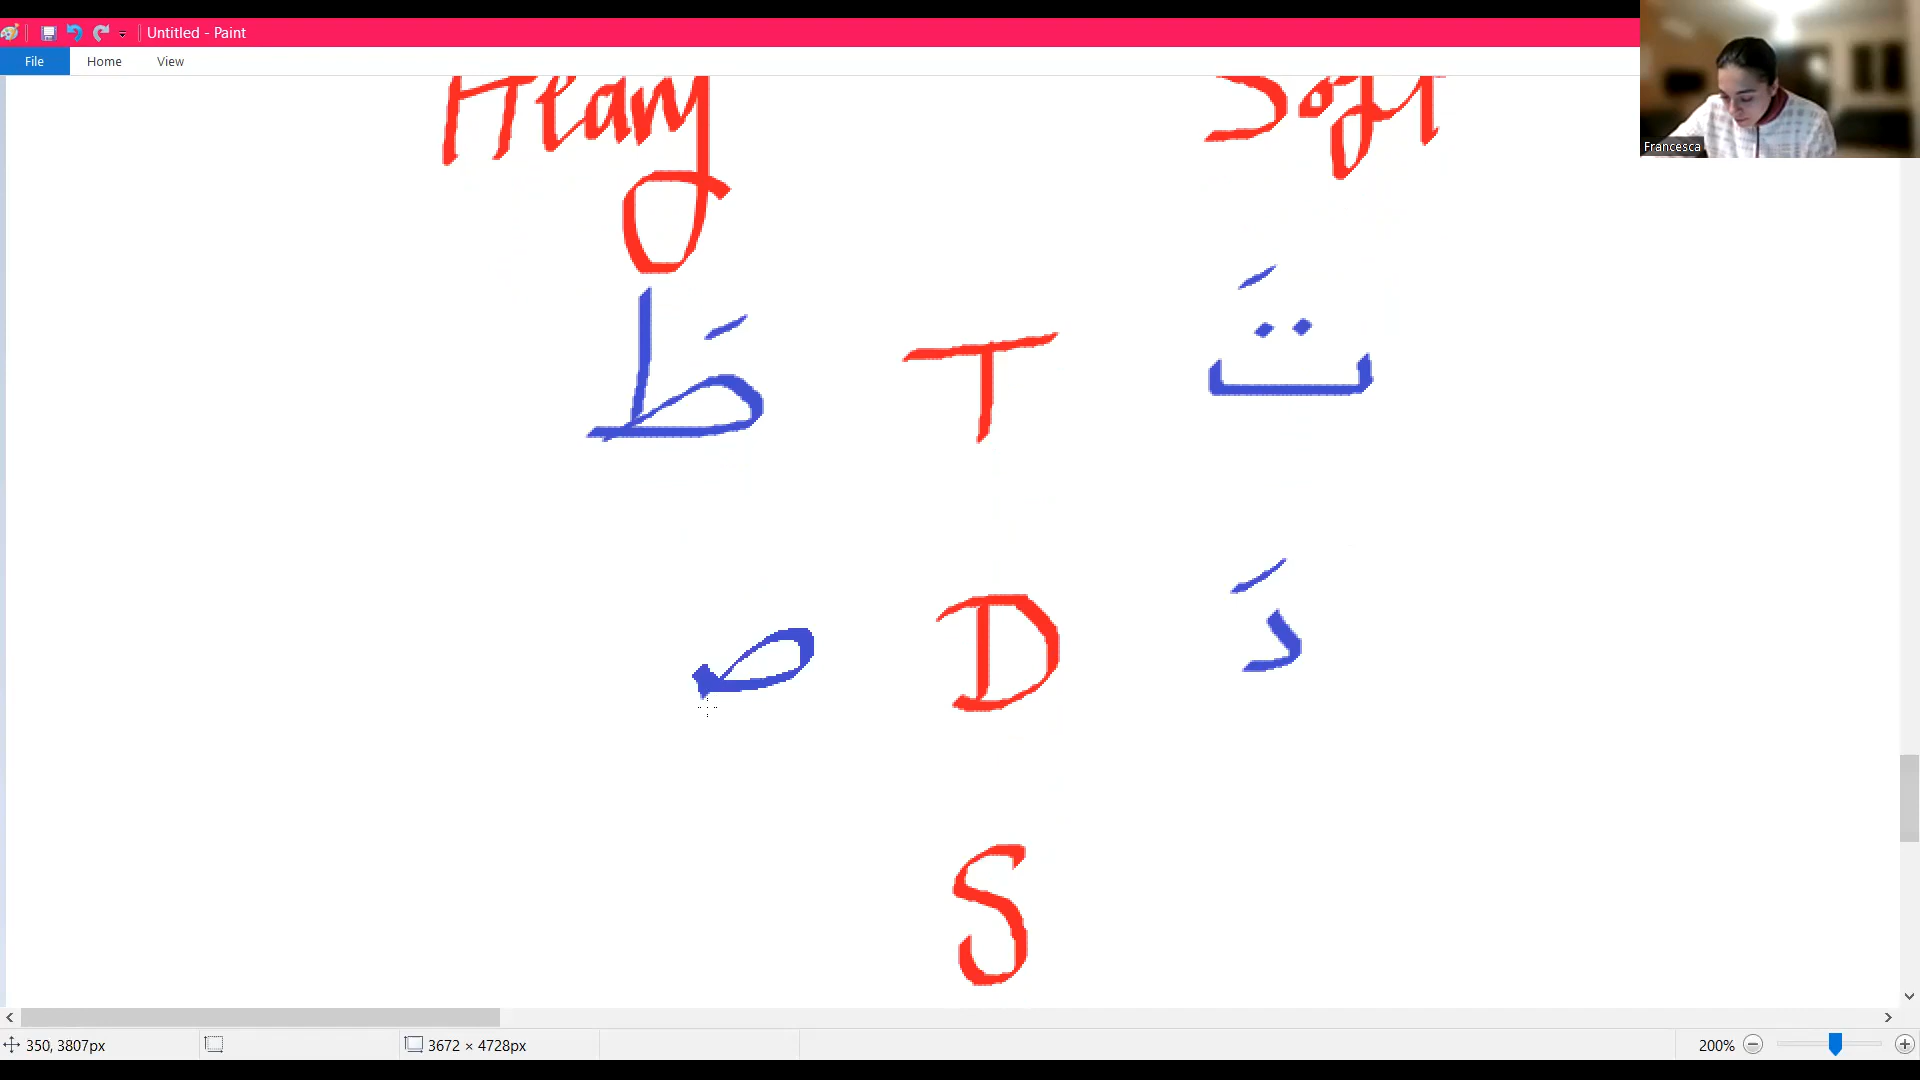 Untitled - Paint
File Home View
Francesca
Heavy Soft
طَ T تَ
D دَ
S
350, 3807px 3672 × 4728px 200%